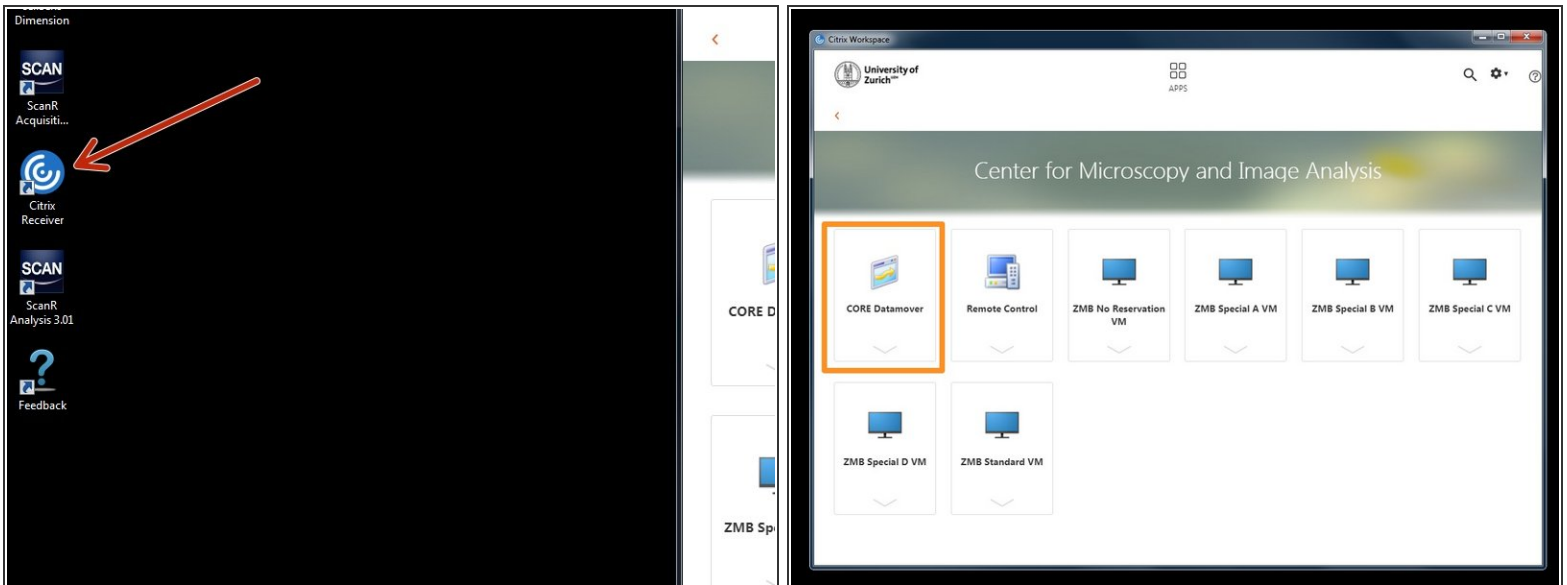 Dimension
SCAN
ScanR
Acquisiti...
Citrix
Receiver
SCAN
ScanR
Analysis 3.01
?
Feedback
CORE D
ZMB Sp
Citrix Workspace
University of
Zurich
APPS
Center for Microscopy and Image Analysis
CORE Datamover
Remote Control
ZMB No Reservation
VM
ZMB Special A VM
ZMB Special B VM
ZMB Special C VM
ZMB Special D VM
ZMB Standard VM